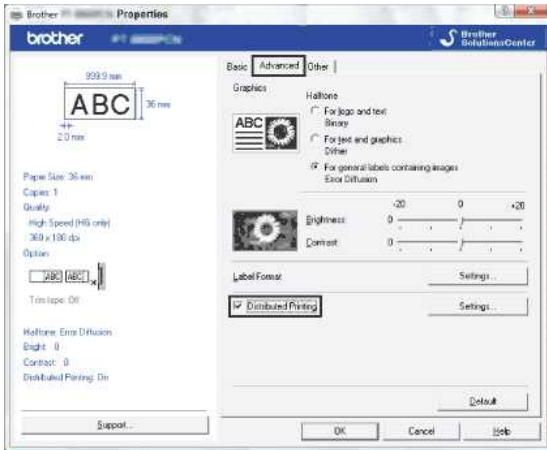 Brother Properties
brother
Brother
SolutionsCenter
999.9 mm
ABC
36 mm
2.0 mm
Paper Size: 36 mm
Copies: 1
Quality:
High Speed (HG only)
360 x 180 dpi
Option:
ABC ABC
Trim tape: Off
Halftone: Error Diffusion
Bright: 0
Contrast: 0
Distributed Printing: On
Support...
Basic Advanced Other
Graphics
ABC
Halftone
For logo and text
Binary
For text and graphics
Dither
For general labels containing images
Error Diffusion
-20 0 +20
Brightness: 0
Contrast: 0
Label Format
Settings...
Distributed Printing
Settings...
Default
OK Cancel Help